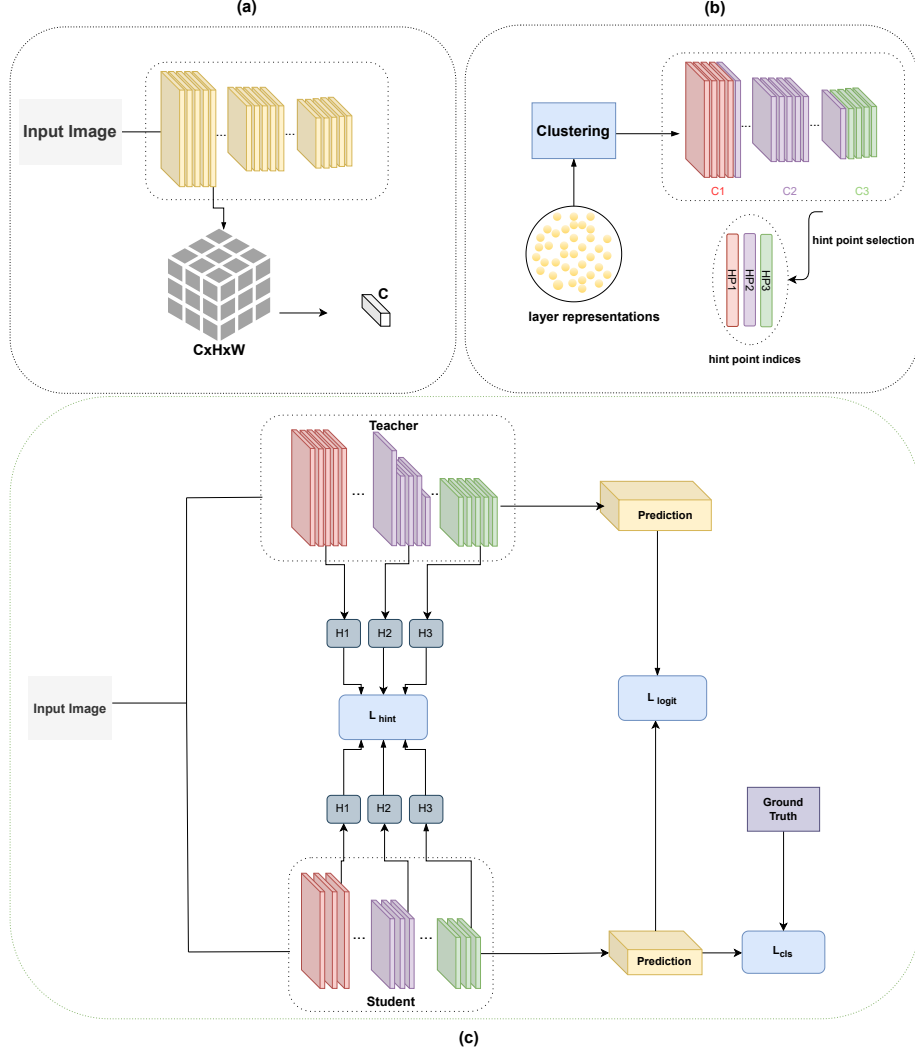 (a)
Input Image
...
...
CxHxW
C
(b)
Clustering
layer representations
...
...
C1
C2
C3
hint point selection
HP1
HP2
HP3
hint point indices
Teacher
...
...
Prediction
H1
H2
H3
Input Image
L hint
L logit
H1
H2
H3
Ground
Truth
...
...
Student
Prediction
Lcls
(c)